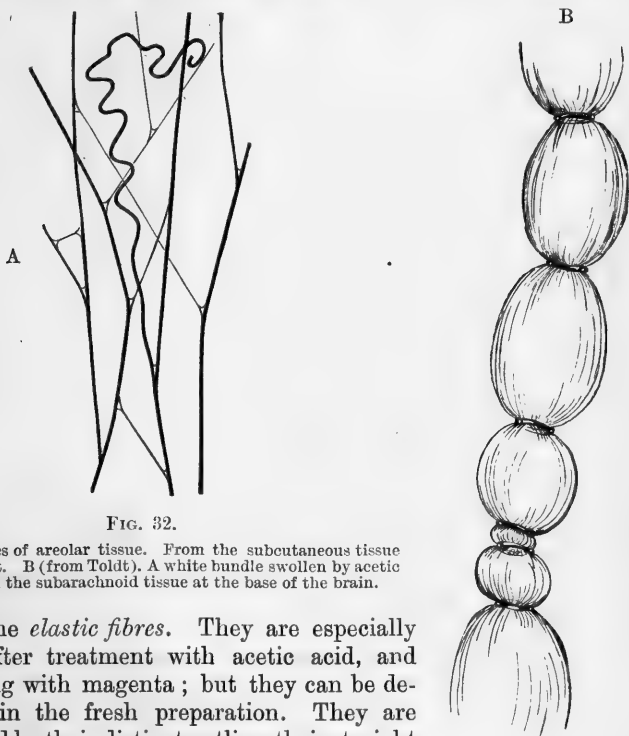 B
A
FIG. 32.
es of areolar tissue. From the subcutaneous tissue
. B (from Toldt). A white bundle swollen by acetic
the subarachnoid tissue at the base of the brain.
ne elastic fibres. They are especially
fter treatment with acetic acid, and
g with magenta; but they can be de-
in the fresh preparation. They are